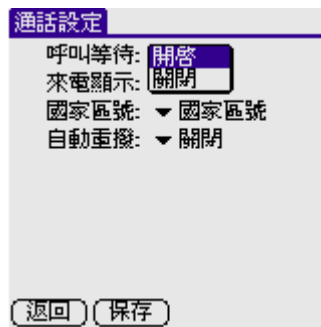 通話設定
呼叫等待: 開啓
來電顯示: 關閉
國家區號: 國家區號
自動重撥: 關閉
返回 保存